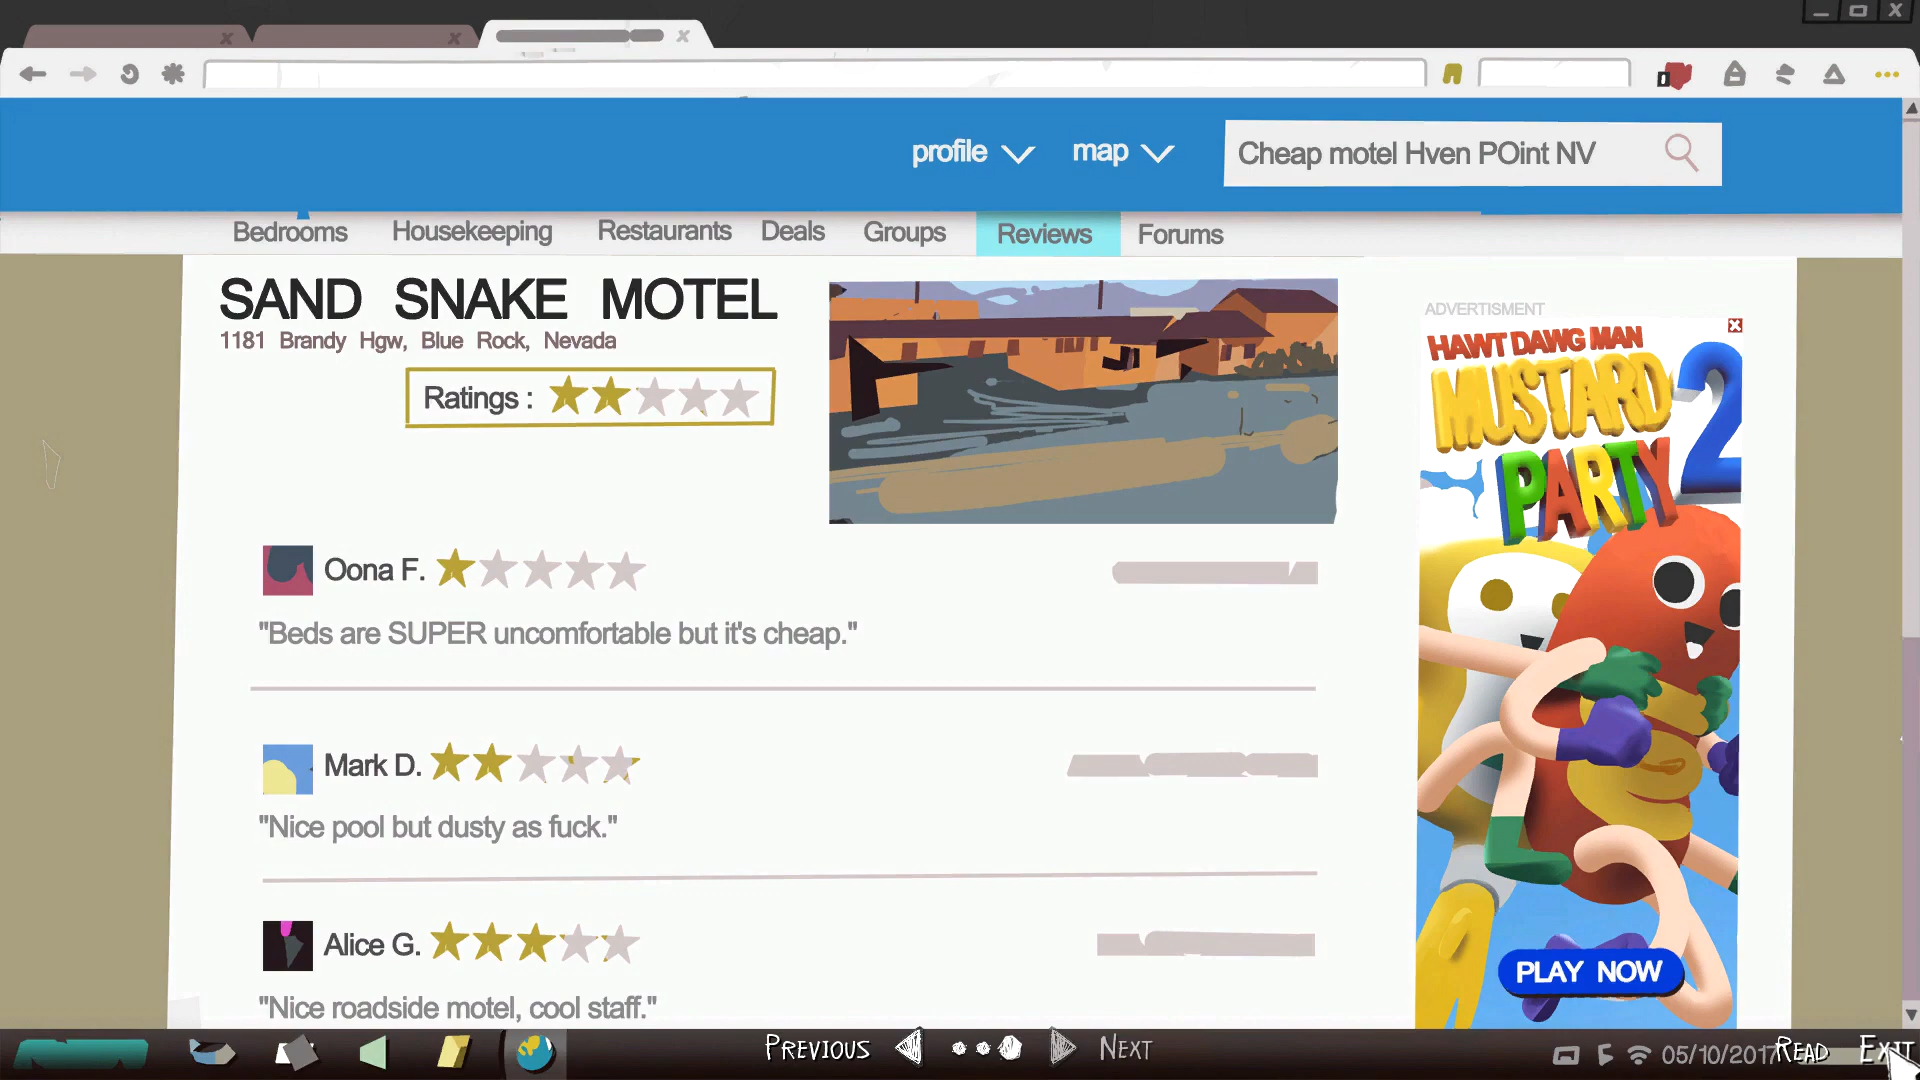 profile
map
Cheap motel Hven POint NV
Bedrooms Housekeeping Restaurants Deals Groups Reviews Forums
SAND SNAKE MOTEL
1181 Brandy Hgw, Blue Rock, Nevada
Ratings :
ADVERTISMENT
HAWT DAWG MAN
MUSTARD
PARTY 2
Oona F.
"Beds are SUPER uncomfortable but it's cheap."
Mark D.
"Nice pool but dusty as fuck."
Alice G.
"Nice roadside motel, cool staff."
PLAY NOW
PREVIOUS
NEXT
05/10/2017
READ
EXIT